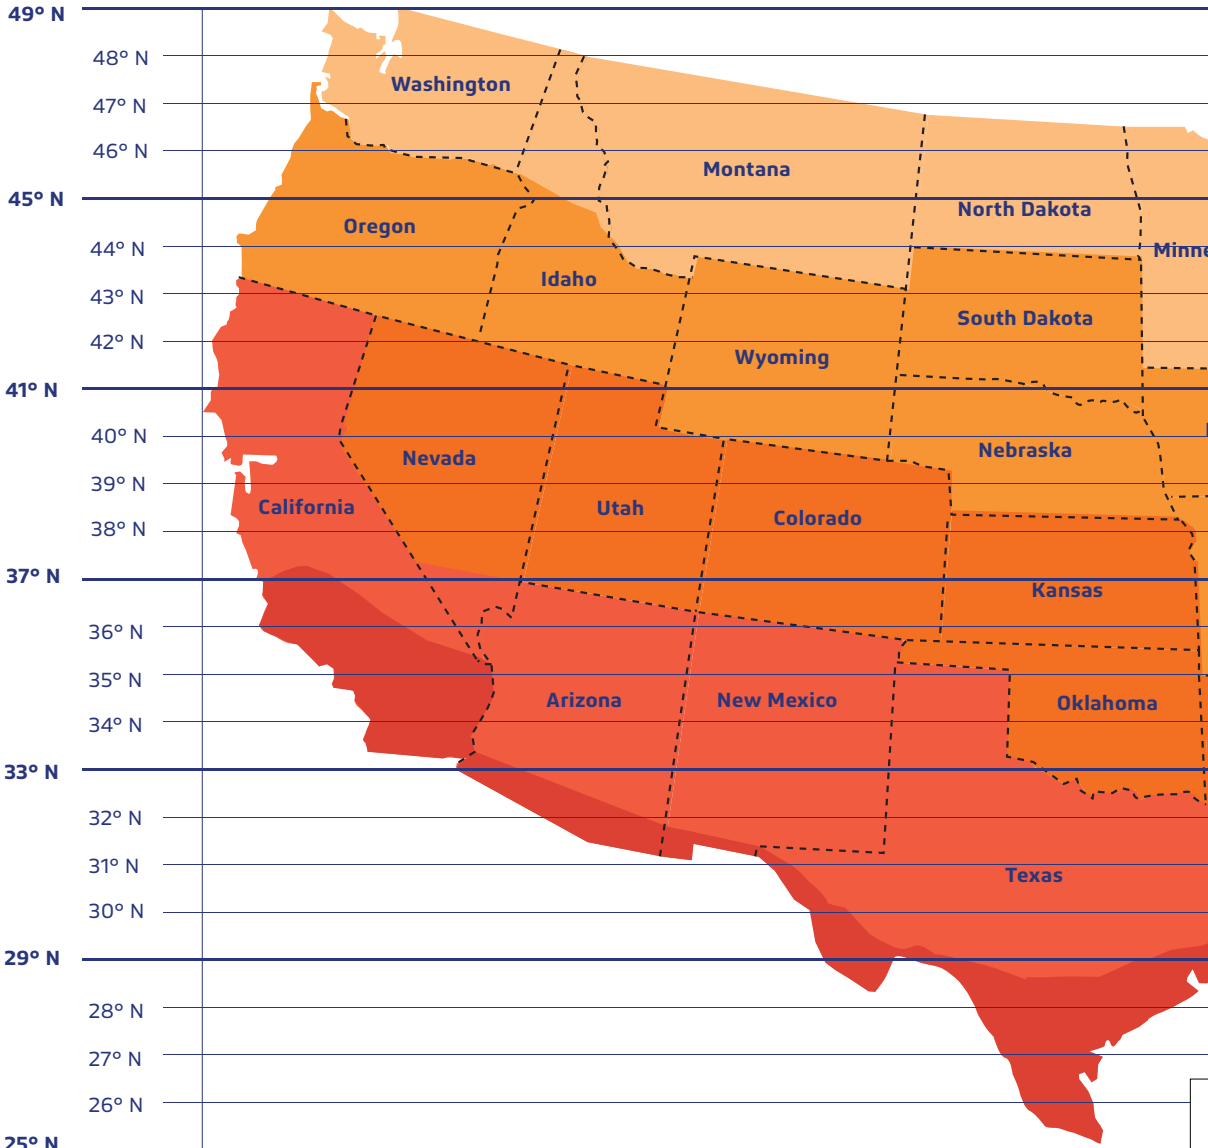 49° N
48° N
Washington
47° N
46° N
Montana
45° N
North Dakota
Oregon
44° N
Minne
Idaho
43° N
South Dakota
42° N
Wyoming
41° N
40° N
Nebraska
Nevada
39° N
California
Utah
Colorado
38° N
37° N
Kansas
36° N
35° N
Arizona
New Mexico
Oklahoma
34° N
33° N
32° N
31° N
Texas
30° N
29° N
28° N
27° N
26° N
25° N